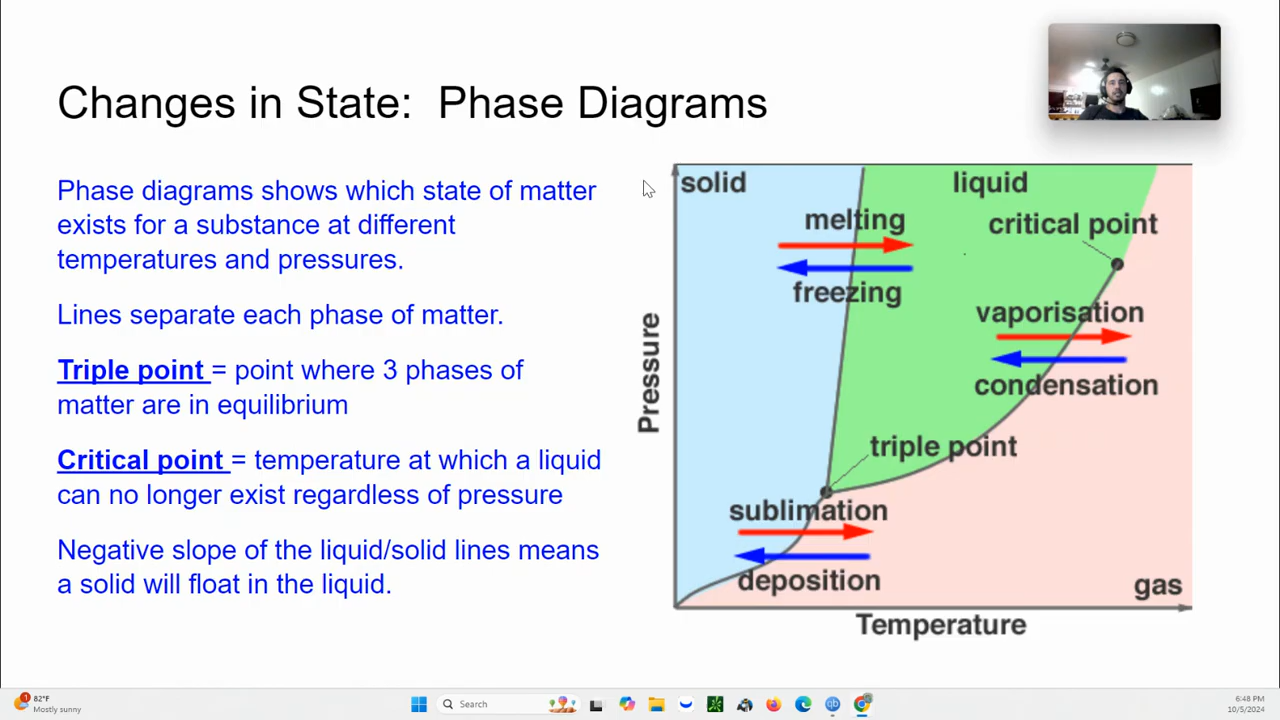 Changes in State:  Phase Diagrams
Phase diagrams shows which state of matter
exists for a substance at different
temperatures and pressures.
Lines separate each phase of matter.
Triple point = point where 3 phases of
matter are in equilibrium
Critical point = temperature at which a liquid
can no longer exist regardless of pressure
Negative slope of the liquid/solid lines means
a solid will float in the liquid.
solid
liquid
melting
critical point
freezing
vaporisation
condensation
Pressure
triple point
sublimation
deposition
gas
Temperature
1
82°F
Mostly sunny
Search
qb
6:48 PM
10/5/2024